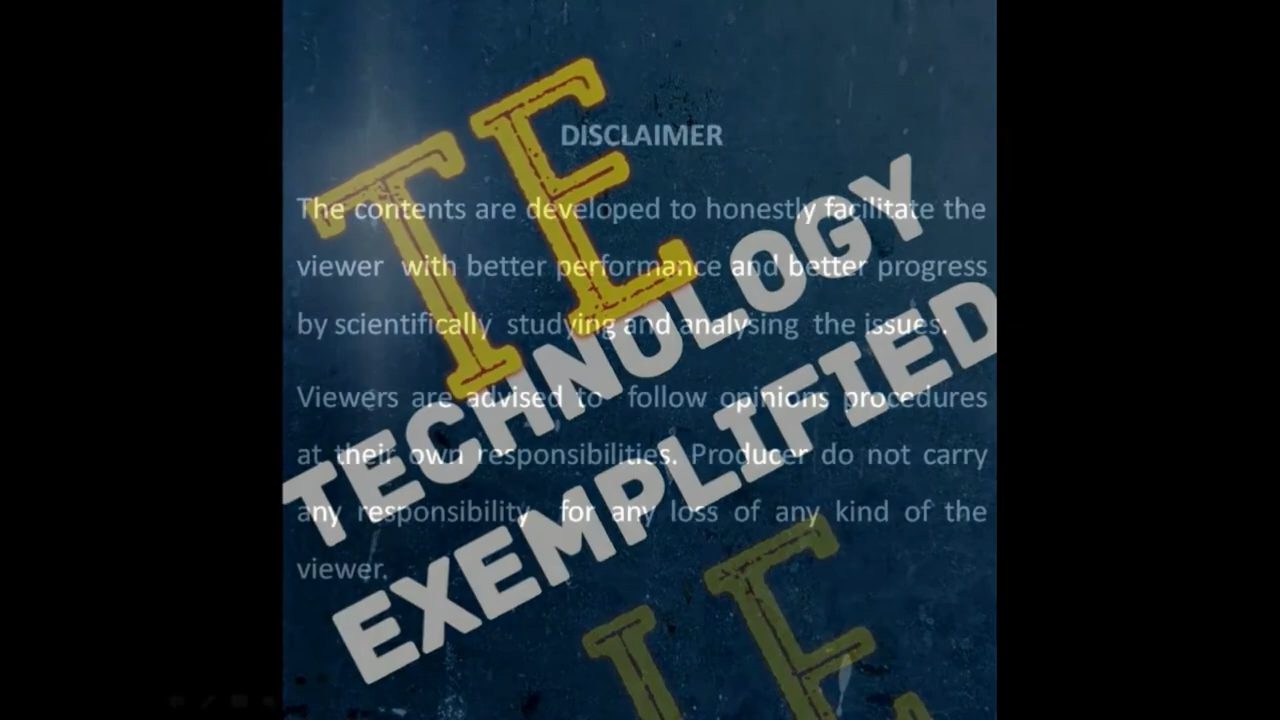 TE
TECHNOLOGY
EXEMPLIFIED
DISCLAIMER
The contents are developed to honestly facilitate the
viewer with better performance and better progress
by scientifically studying and analysing the issues.
Viewers are advised to follow opinions procedures
at their own responsibilities. Producer do not carry
any responsibility for any loss of any kind of the
viewer.
TE